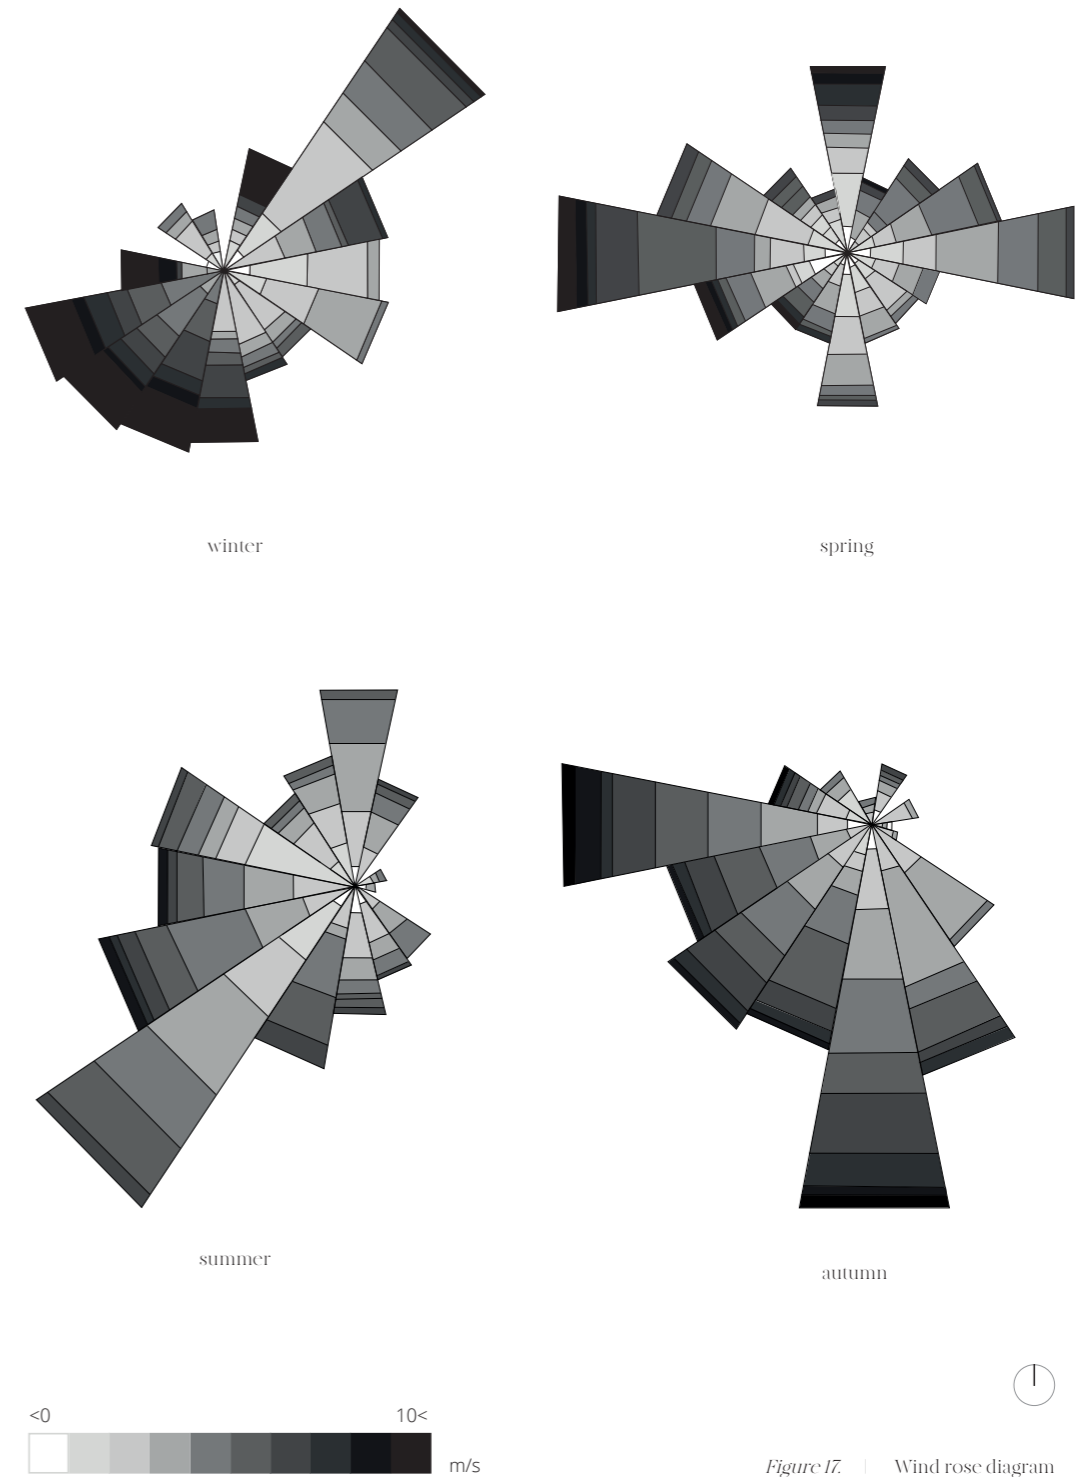 winter
spring
summer
autumn
<0
10<
m/s
Figure 17.
Wind rose diagram